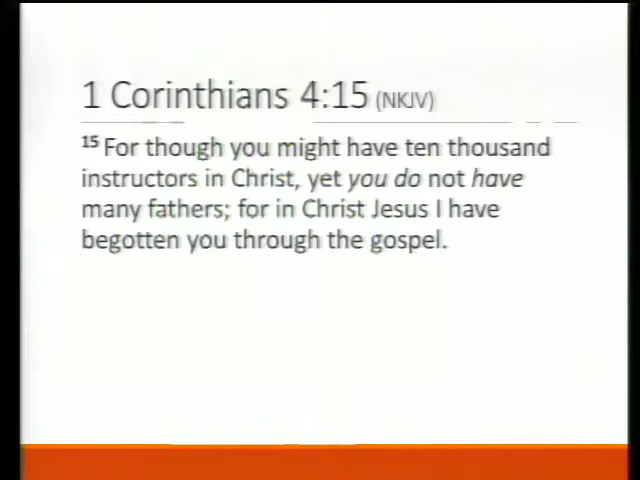 1 Corinthians 4:15 (NKJV)
15 For though you might have ten thousand
instructors in Christ, yet you do not have
many fathers; for in Christ Jesus I have
begotten you through the gospel.